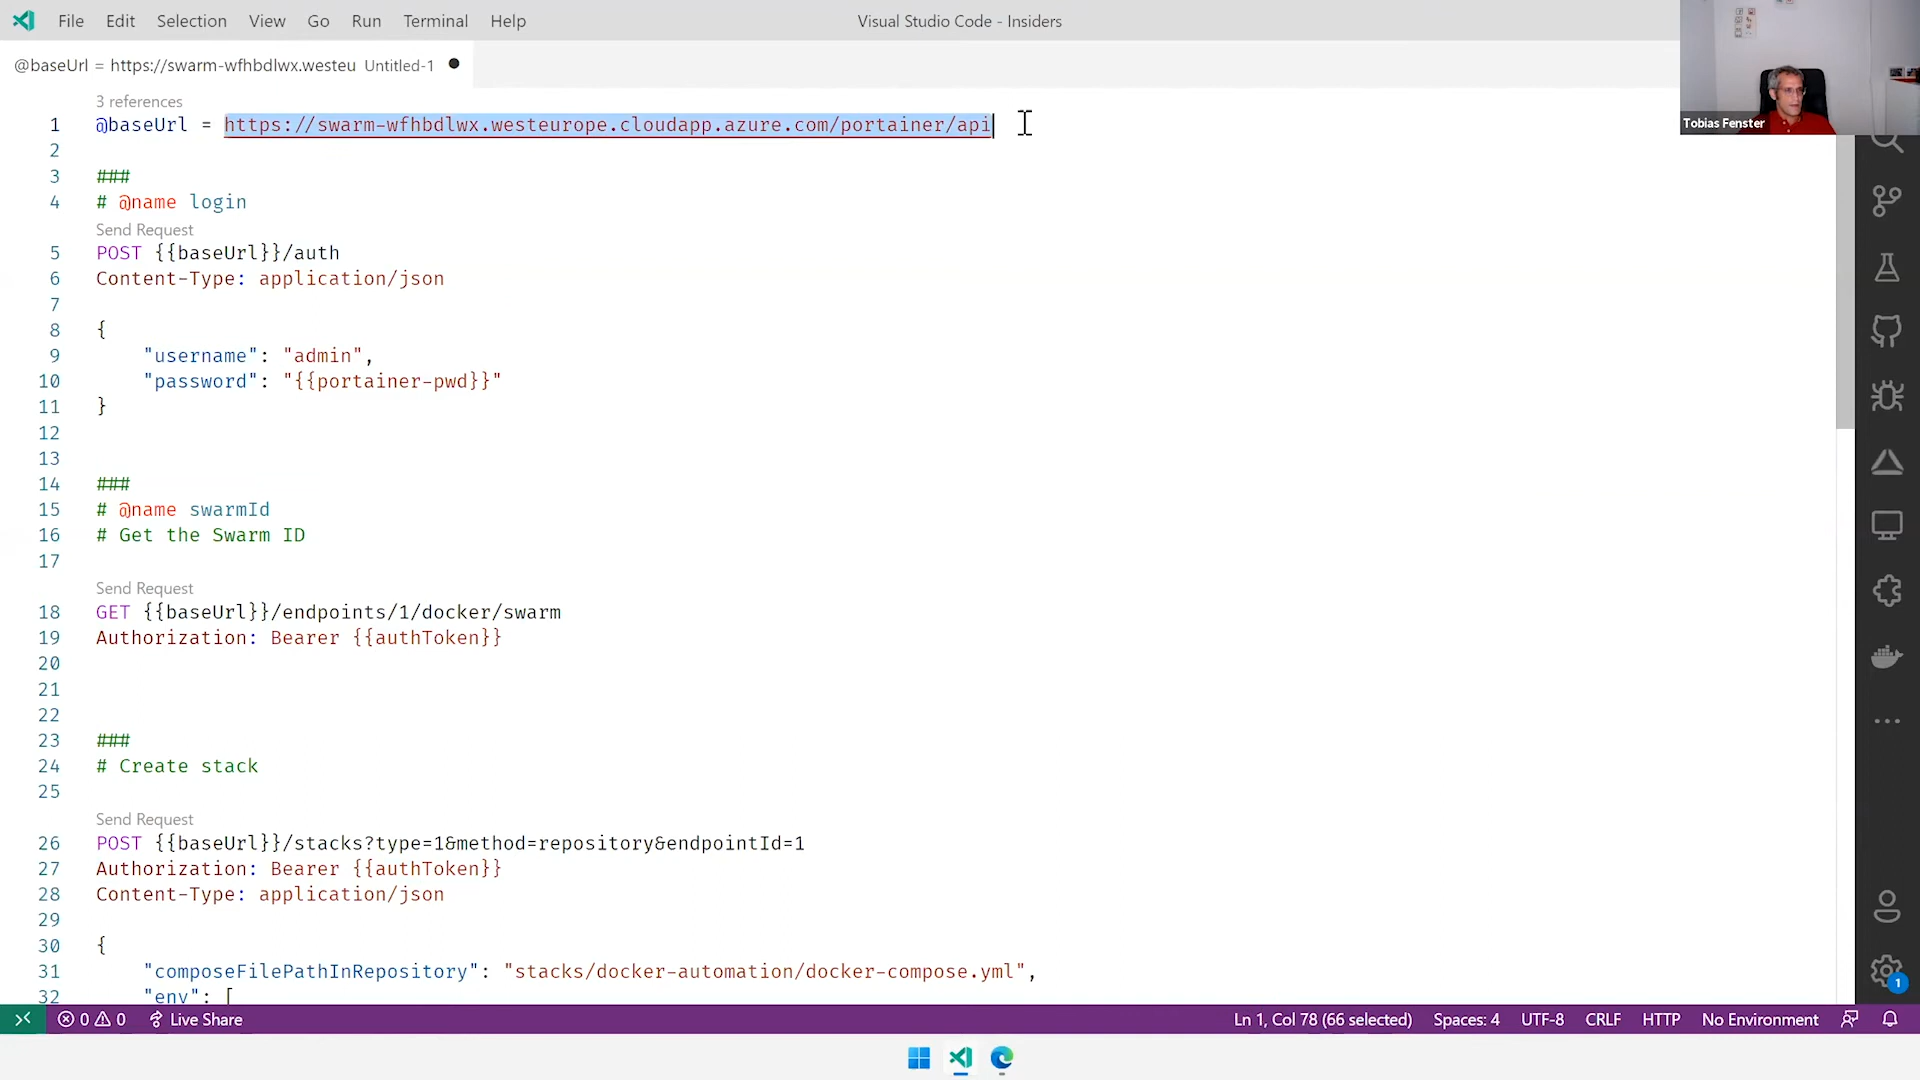 File Edit Selection View Go Run Terminal Help
Visual Studio Code - Insiders
@baseUrl = https://swarm-wfhbdlwx.westeu Untitled-1
Tobias Fenster
3 references
1 @baseUrl = https://swarm-wfhbdlwx.westeurope.cloudapp.azure.com/portainer/api
2
3 ###
4 # @name login
Send Request
5 POST {{baseUrl}}/auth
6 Content-Type: application/json
7
8 {
9 "username": "admin",
10 "password": "{{portainer-pwd}}"
11 }
12
13
14 ###
15 # @name swarmId
16 # Get the Swarm ID
17
Send Request
18 GET {{baseUrl}}/endpoints/1/docker/swarm
19 Authorization: Bearer {{authToken}}
20
21
22
23 ###
24 # Create stack
25
Send Request
26 POST {{baseUrl}}/stacks?type=1&method=repository&endpointId=1
27 Authorization: Bearer {{authToken}}
28 Content-Type: application/json
29
30 {
31 "composeFilePathInRepository": "stacks/docker-automation/docker-compose.yml",
32 "env": [
1
0 0 Live Share
Ln 1, Col 78 (66 selected) Spaces: 4 UTF-8 CRLF HTTP No Environment